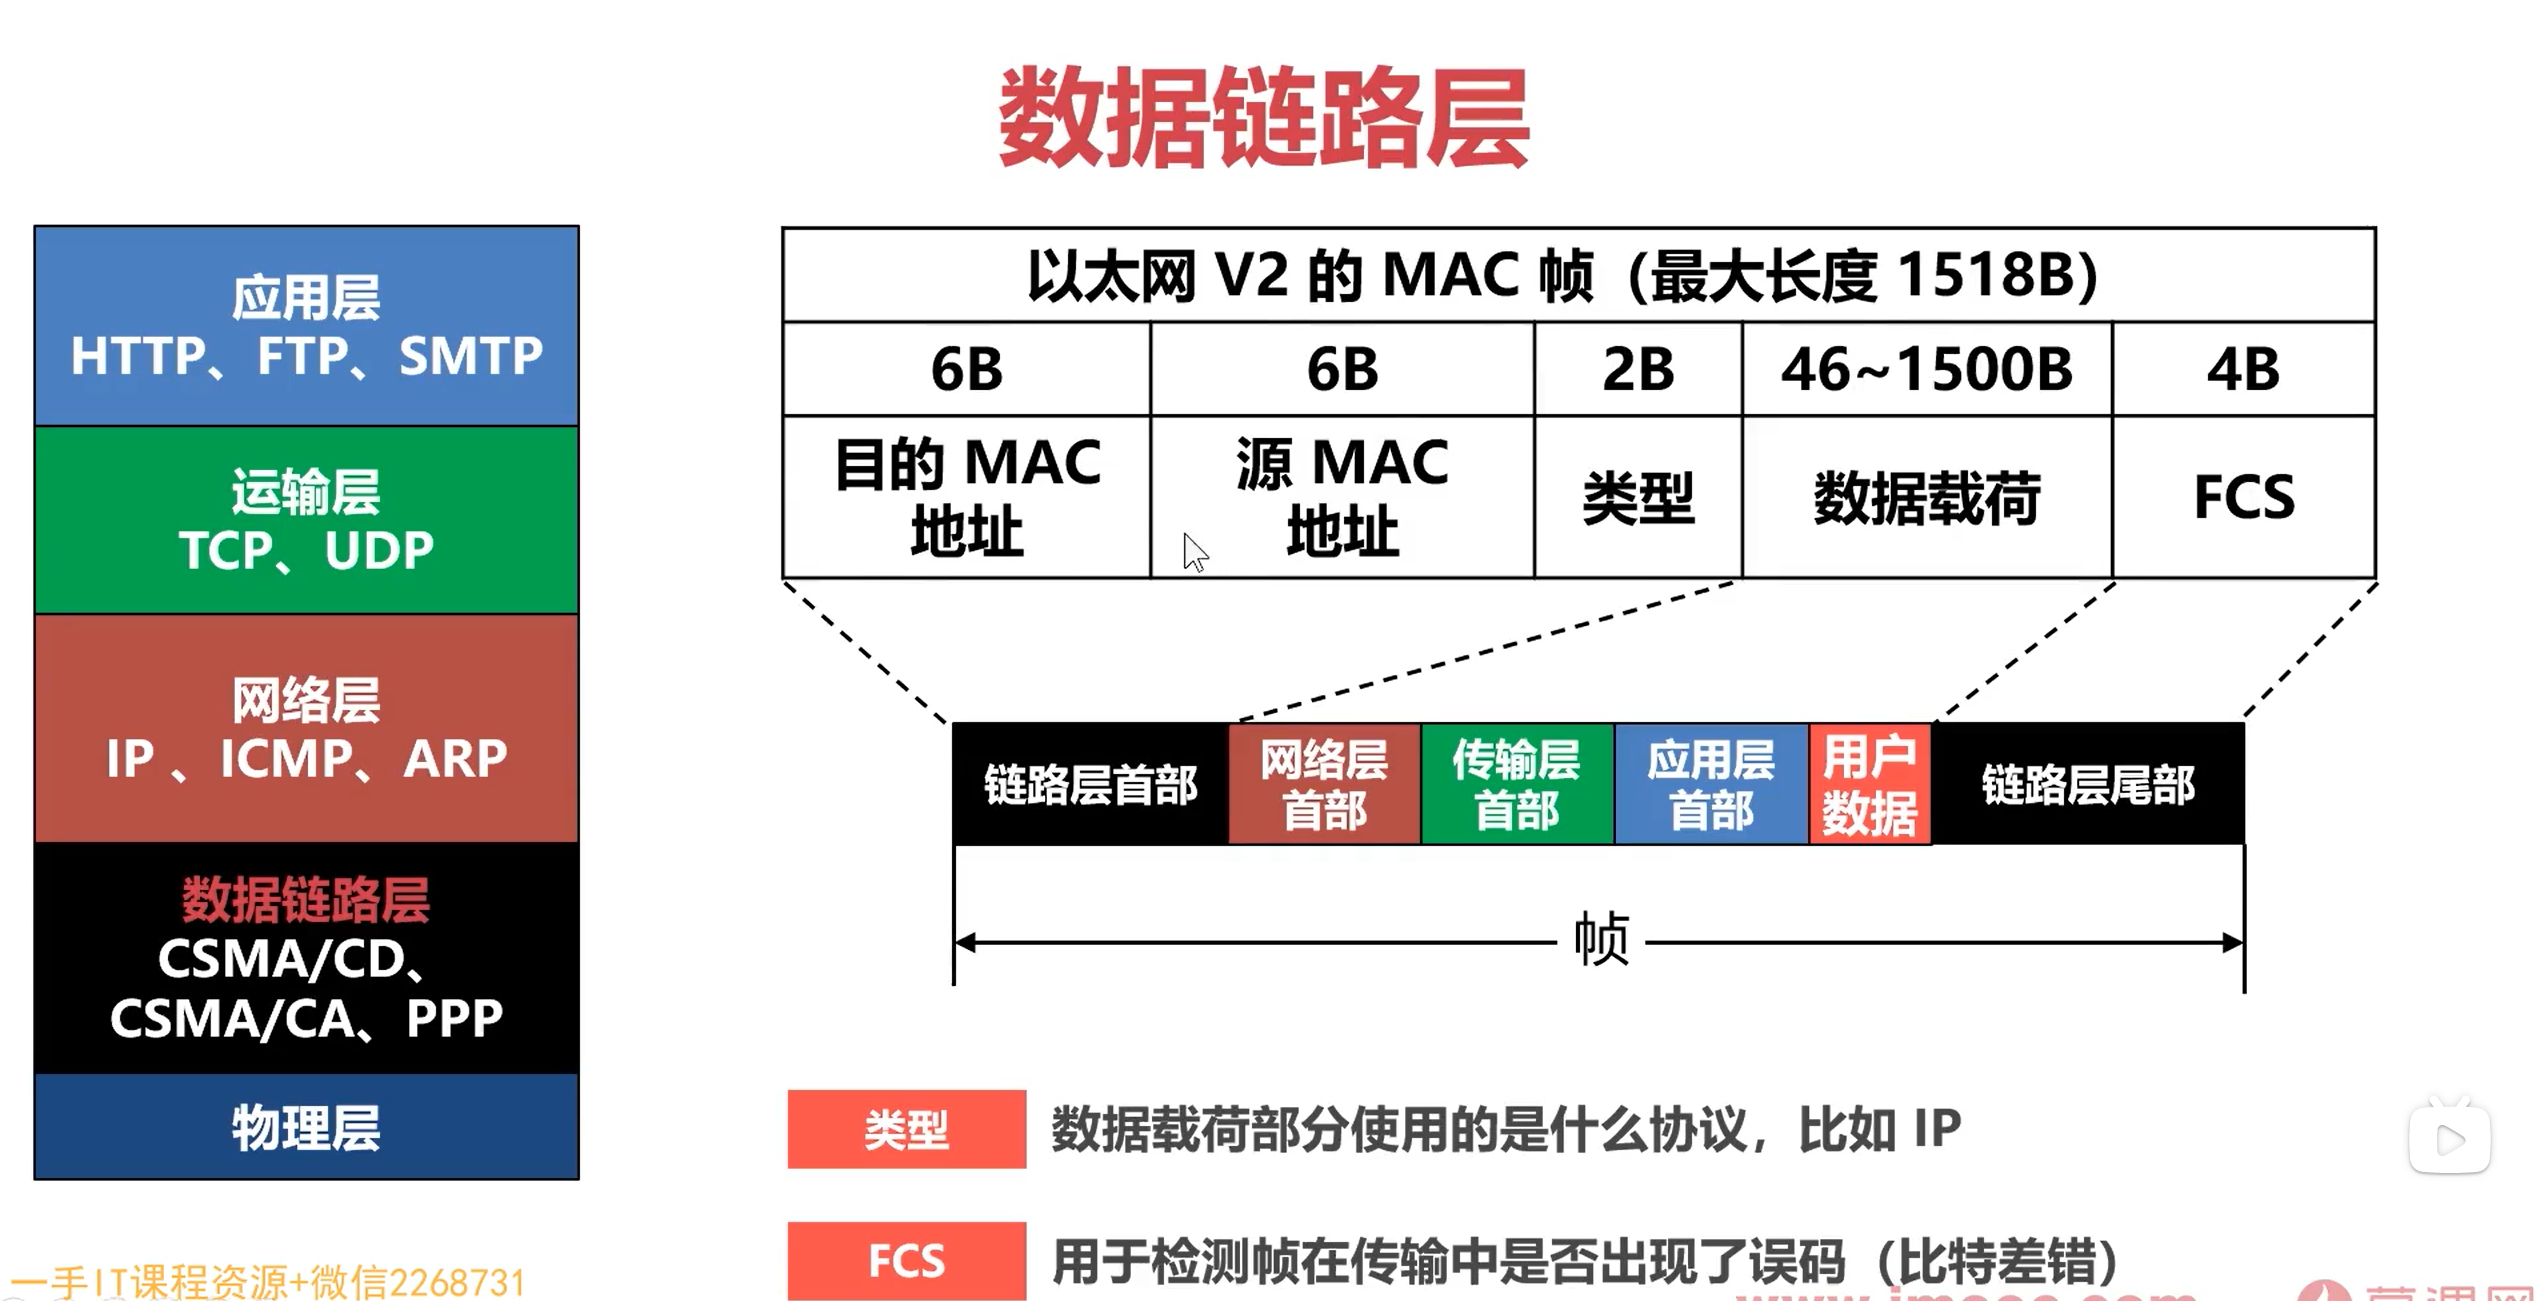 数据链路层
应用层
HTTP、FTP、SMTP
运输层
TCP、UDP
网络层
IP 、ICMP、ARP
数据链路层
CSMA/CD、
CSMA/CA、PPP
物理层
以太网 V2 的 MAC 帧（最大长度 1518B）
6B
6B
2B
46~1500B
4B
目的 MAC
地址
源 MAC
地址
类型
数据载荷
FCS
链路层首部
网络层
首部
传输层
首部
应用层
首部
用户
数据
链路层尾部
帧
类型
数据载荷部分使用的是什么协议，比如 IP
FCS
用于检测帧在传输中是否出现了误码（比特差错）
一手IT课程资源+微信2268731